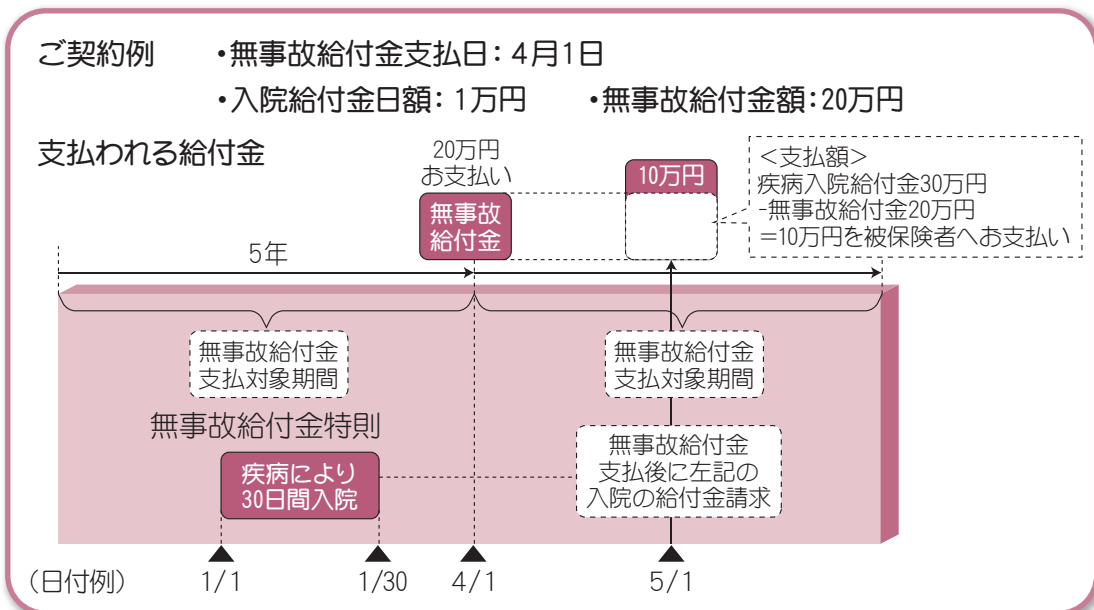 ご契約例 ・無事故給付金支払日：4月1日
・入院給付金日額：1万円 ・無事故給付金額：20万円
支払われる給付金
20万円
お支払い
無事故
給付金
10万円
＜支払額＞
疾病入院給付金30万円
-無事故給付金20万円
＝10万円を被保険者へお支払い
5年
無事故給付金
支払対象期間
無事故給付金
支払対象期間
無事故給付金特則
疾病により
30日間入院
無事故給付金
支払後に左記の
入院の給付金請求
（日付例） 1/1 1/30 4/1 5/1